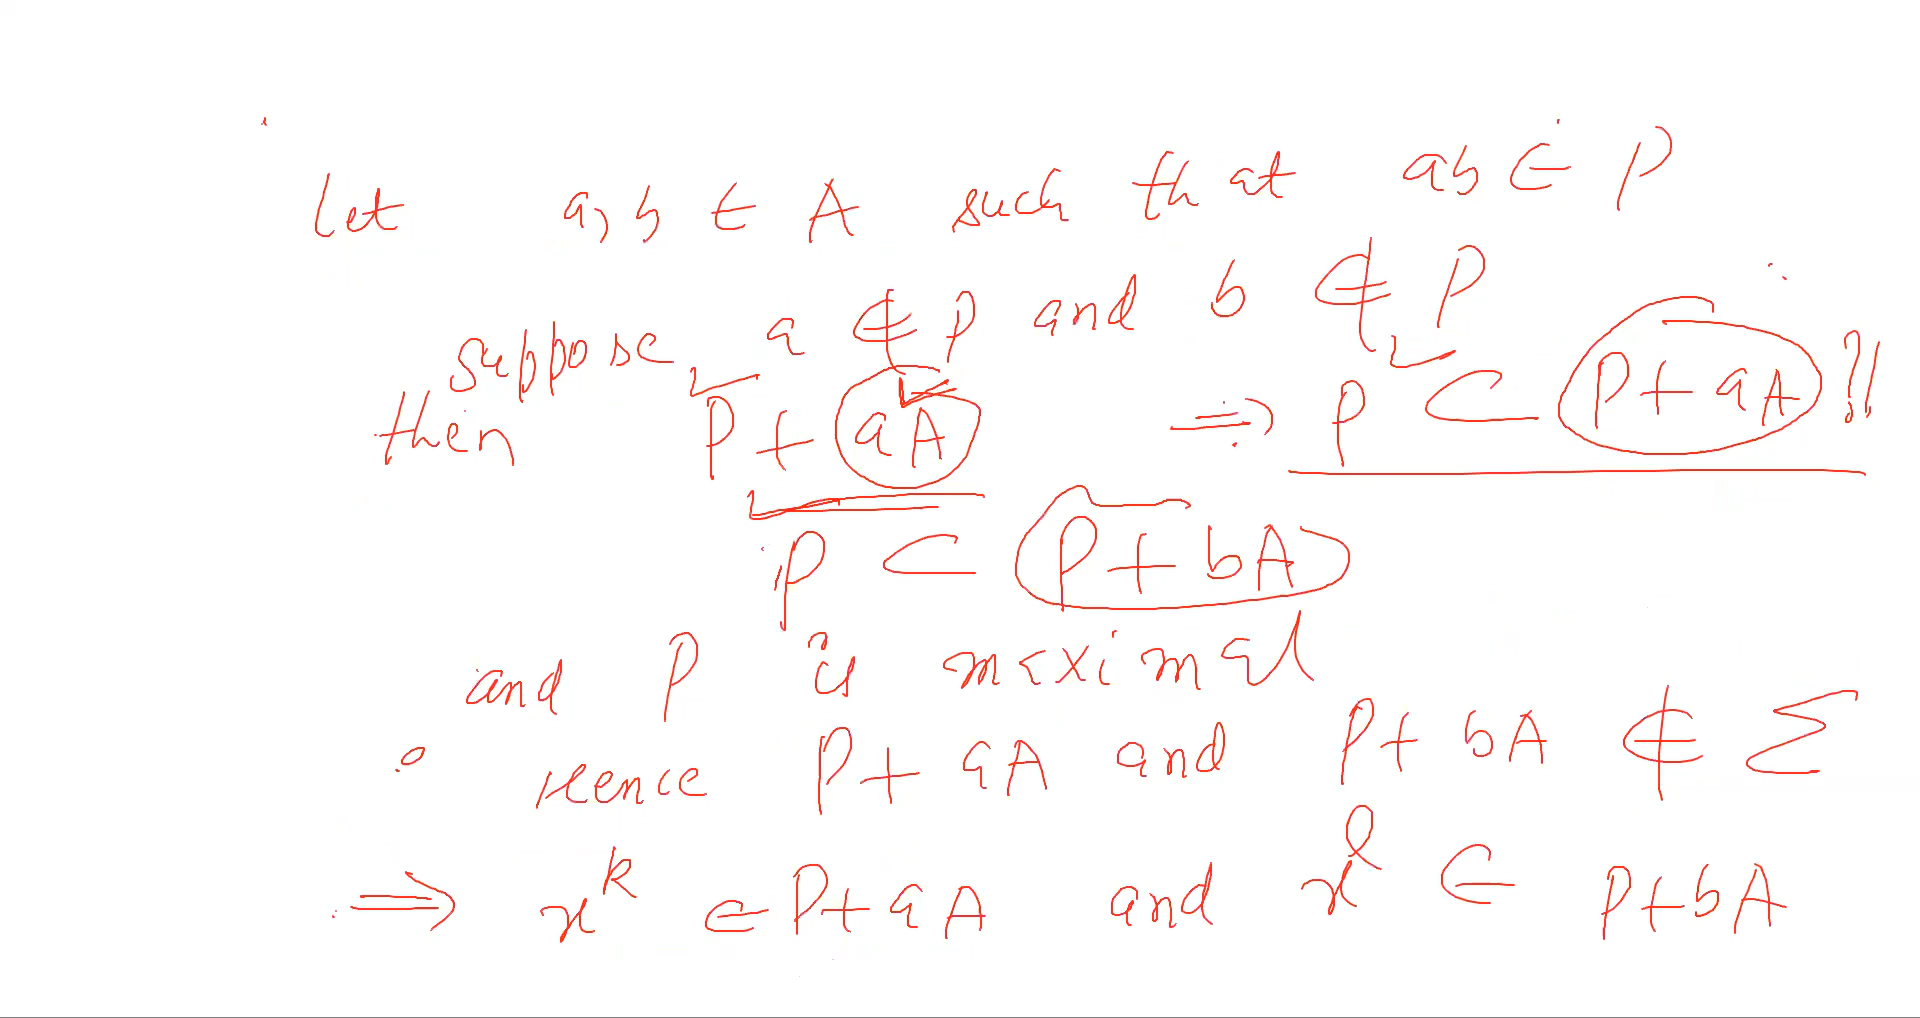 Let a, b ∈ A such that ab ∈ P
suppose a ∉ P and b ∉ P
then P + aA ⇒ P ⊂ P + aA !!
P ⊂ P + bA
and P is maximal
Hence P + aA and P + bA ∉ Σ
⇒ x^k ∈ P + aA and x^l ∈ P + bA